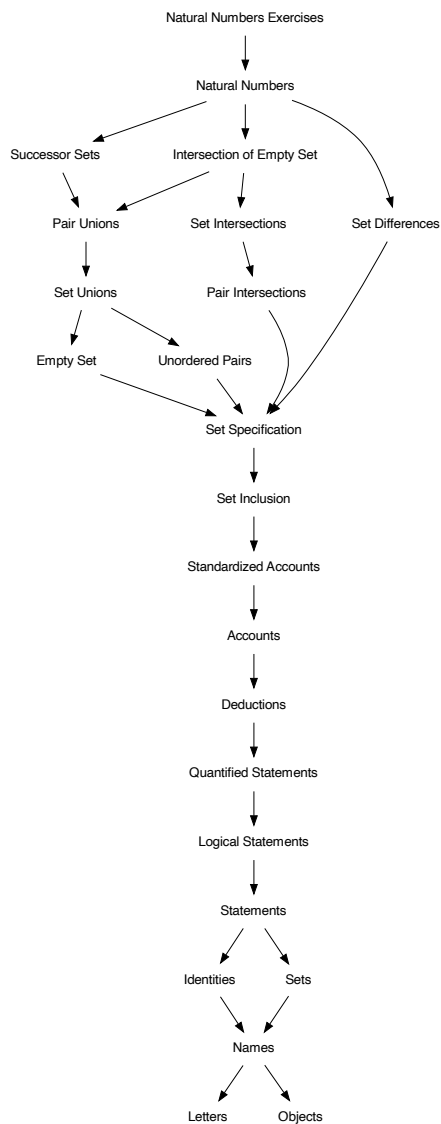 Natural Numbers Exercises
Natural Numbers
Successor Sets
Intersection of Empty Set
Pair Unions
Set Intersections
Set Differences
Set Unions
Pair Intersections
Empty Set
Unordered Pairs
Set Specification
Set Inclusion
Standardized Accounts
Accounts
Deductions
Quantified Statements
Logical Statements
Statements
Identities
Sets
Names
Letters
Objects